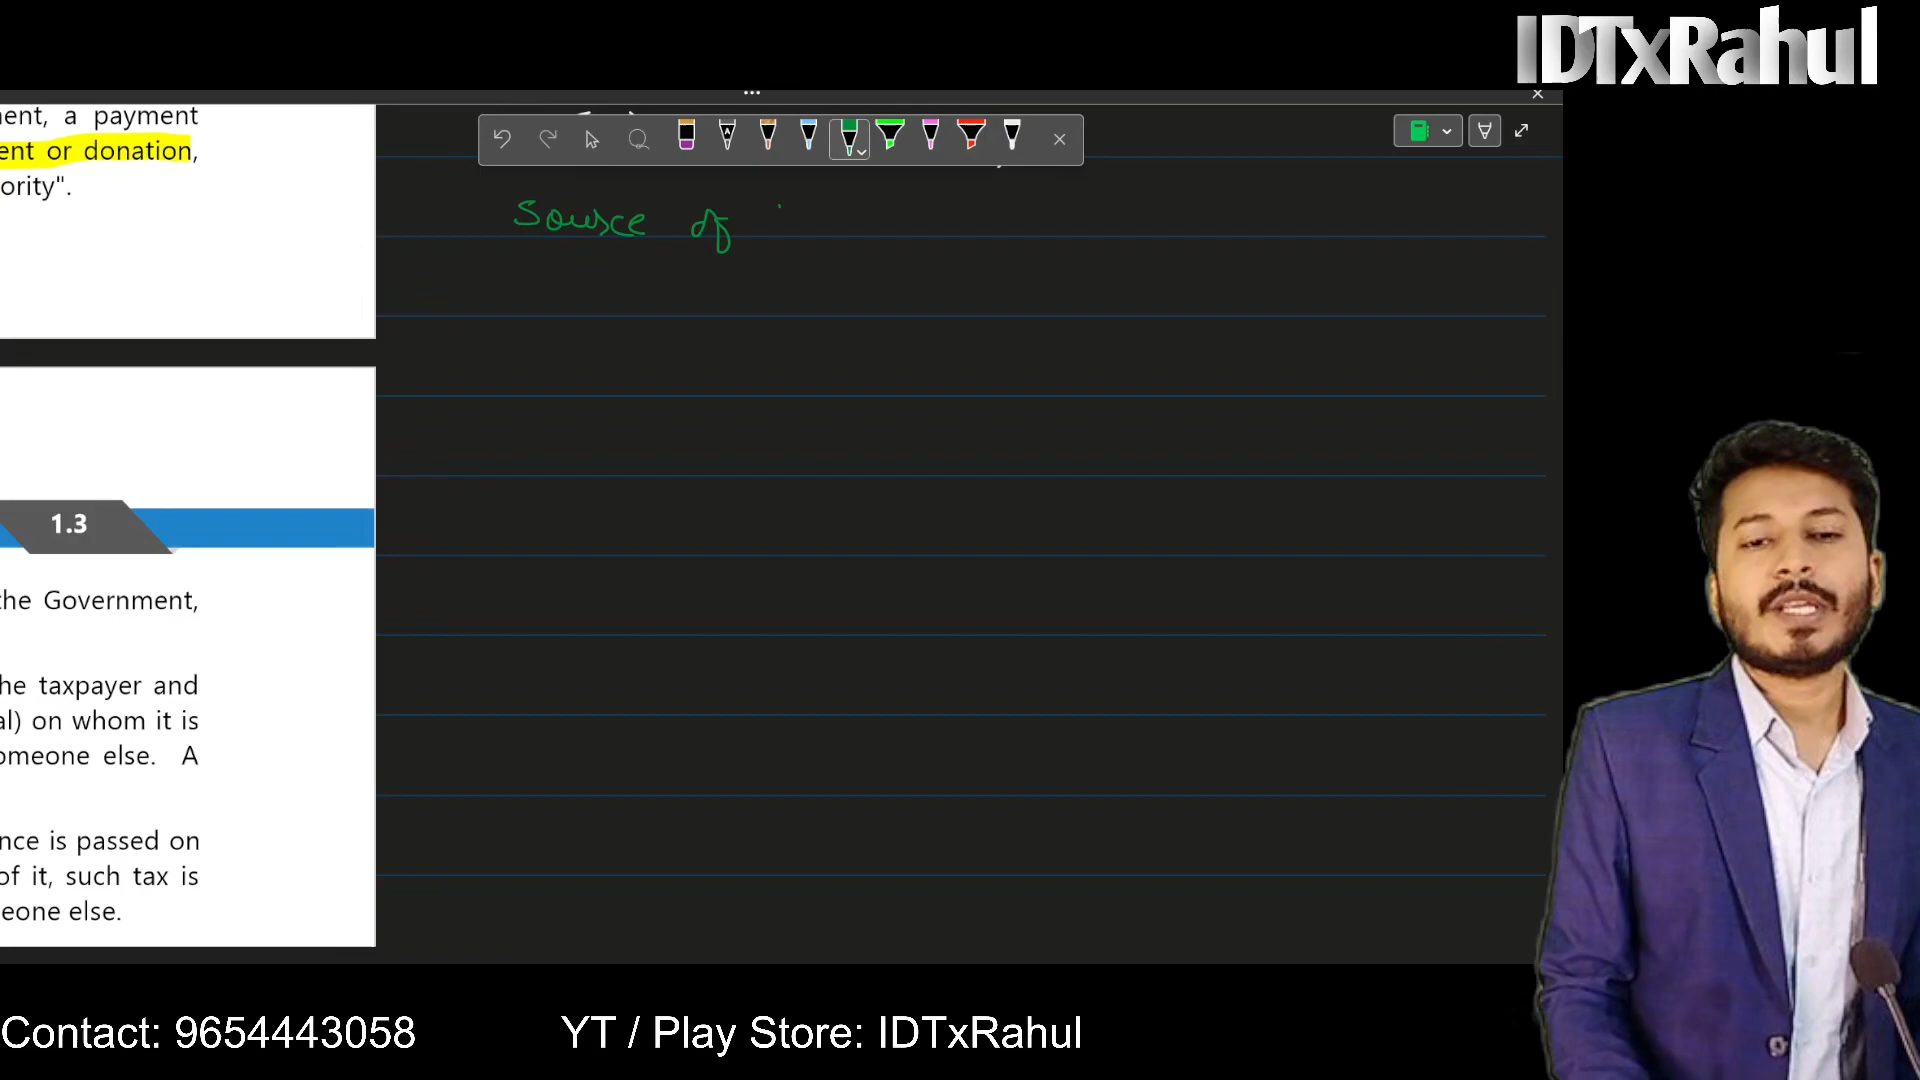 IDTxRahul
ent, a payment
ent or donation,
ority".
Source of
1.3
he Government,
he taxpayer and
al) on whom it is
omeone else. A
nce is passed on
of it, such tax is
eone else.
Contact: 9654443058
YT / Play Store: IDTxRahul